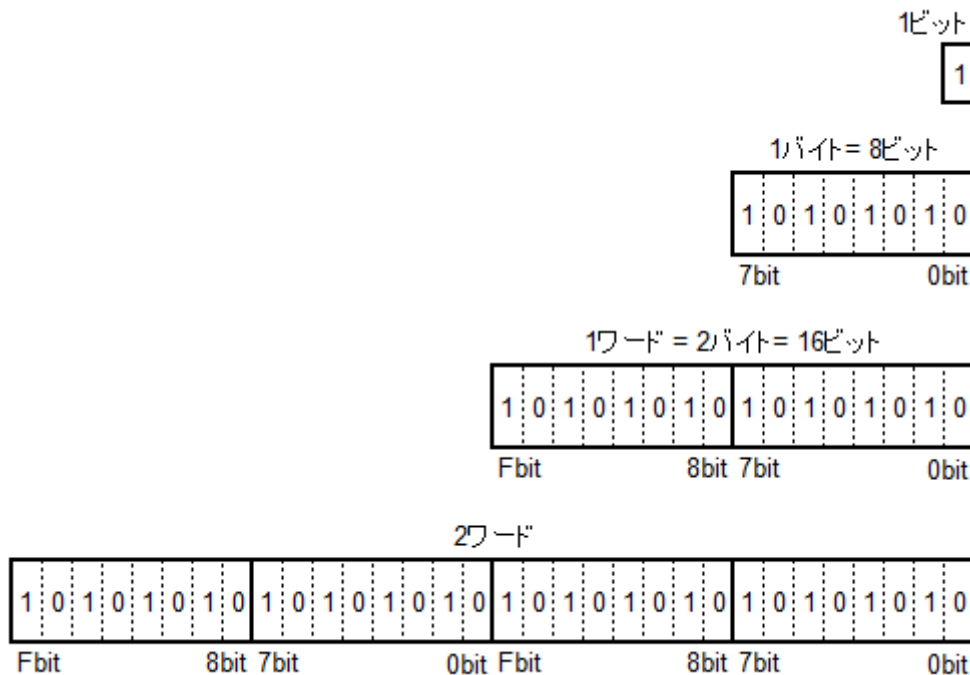 1ビット
1
1バイト= 8ビット
1 0 1 0 1 0 1 0
7bit 0bit
1ワード = 2バイト= 16ビット
1 0 1 0 1 0 1 0 1 0 1 0 1 0 1 0
Fbit 8bit 7bit 0bit
2ワード
1 0 1 0 1 0 1 0 1 0 1 0 1 0 1 0 1 0 1 0 1 0 1 0 1 0 1 0 1 0 1 0
Fbit 8bit 7bit 0bit Fbit 8bit 7bit 0bit